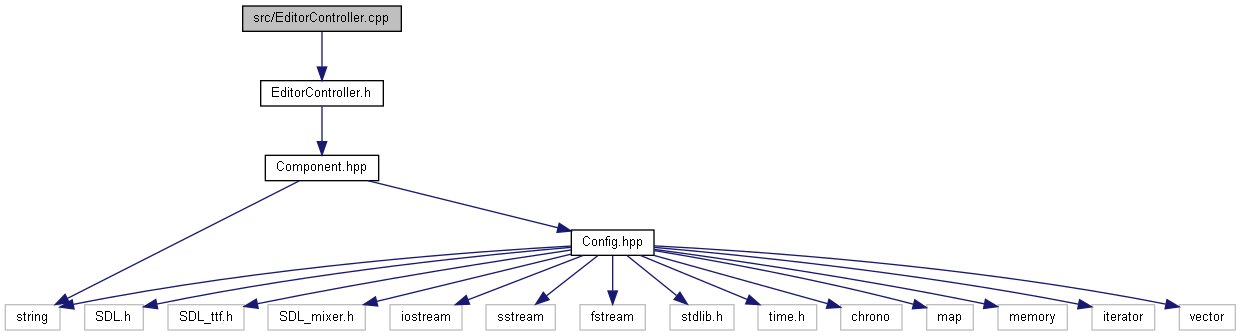 src/EditorController.cpp
EditorController.h
Component.hpp
Config.hpp
string
SDL.h
SDL_ttf.h
SDL_mixer.h
iostream
sstream
fstream
stdlib.h
time.h
chrono
map
memory
iterator
vector